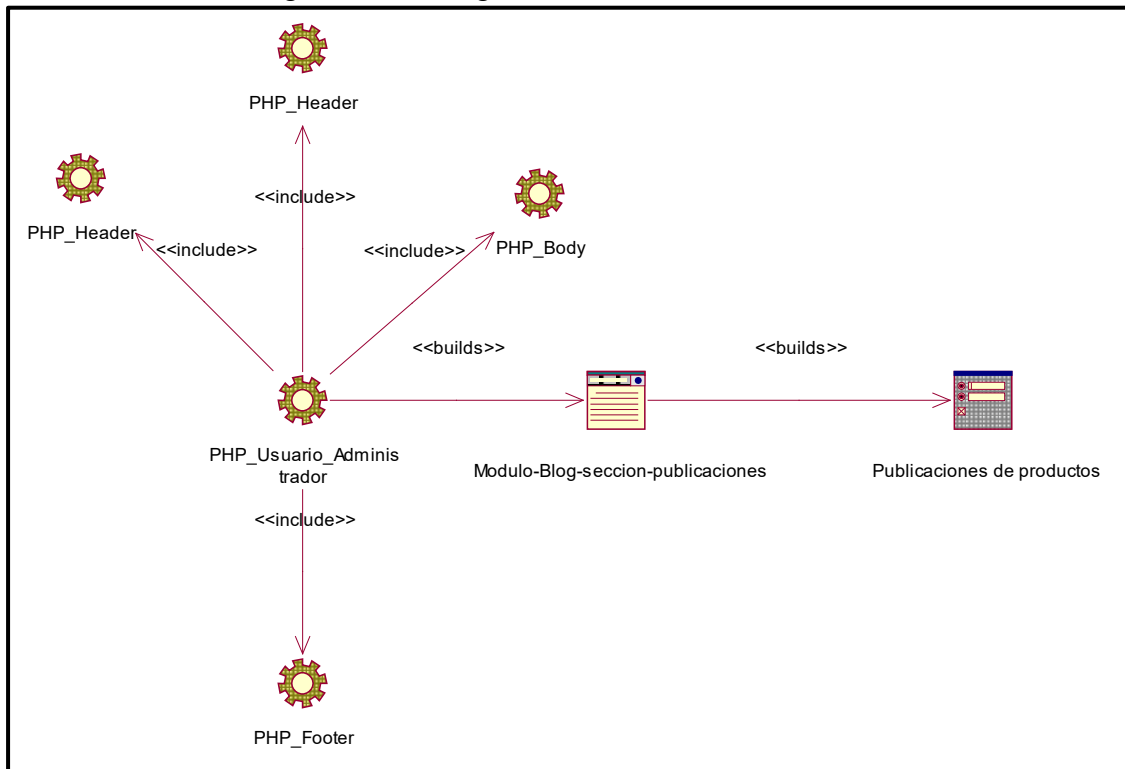 PHP_Header
<<include>>
PHP_Header
<<include>>
<<include>>
PHP_Body
<<builds>>
<<builds>>
PHP_Usuario_Adminis
trador
Modulo-Blog-seccion-publicaciones
Publicaciones de productos
<<include>>
PHP_Footer